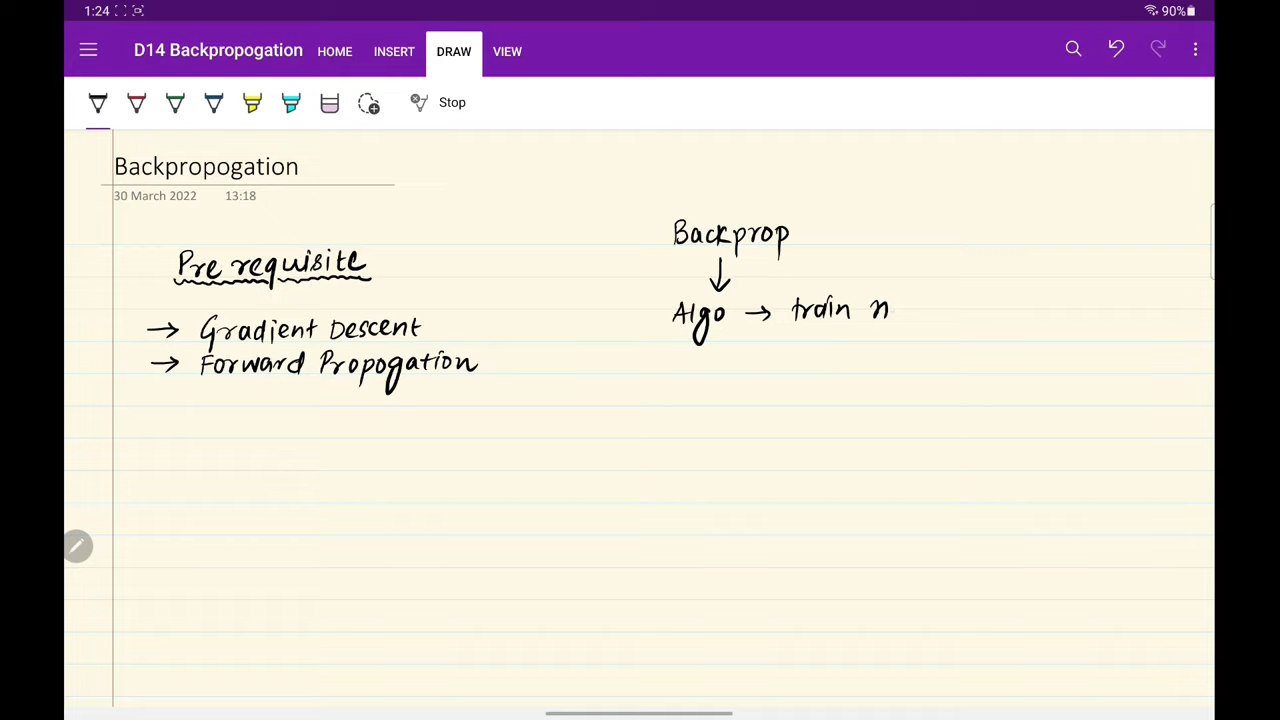 1:24 90%
D14 Backpropogation HOME INSERT DRAW VIEW
Stop
Backpropogation
30 March 2022 13:18
Pre requisite
→ Gradient Descent
→ Forward Propogation
Backprop
↓
Algo → train n